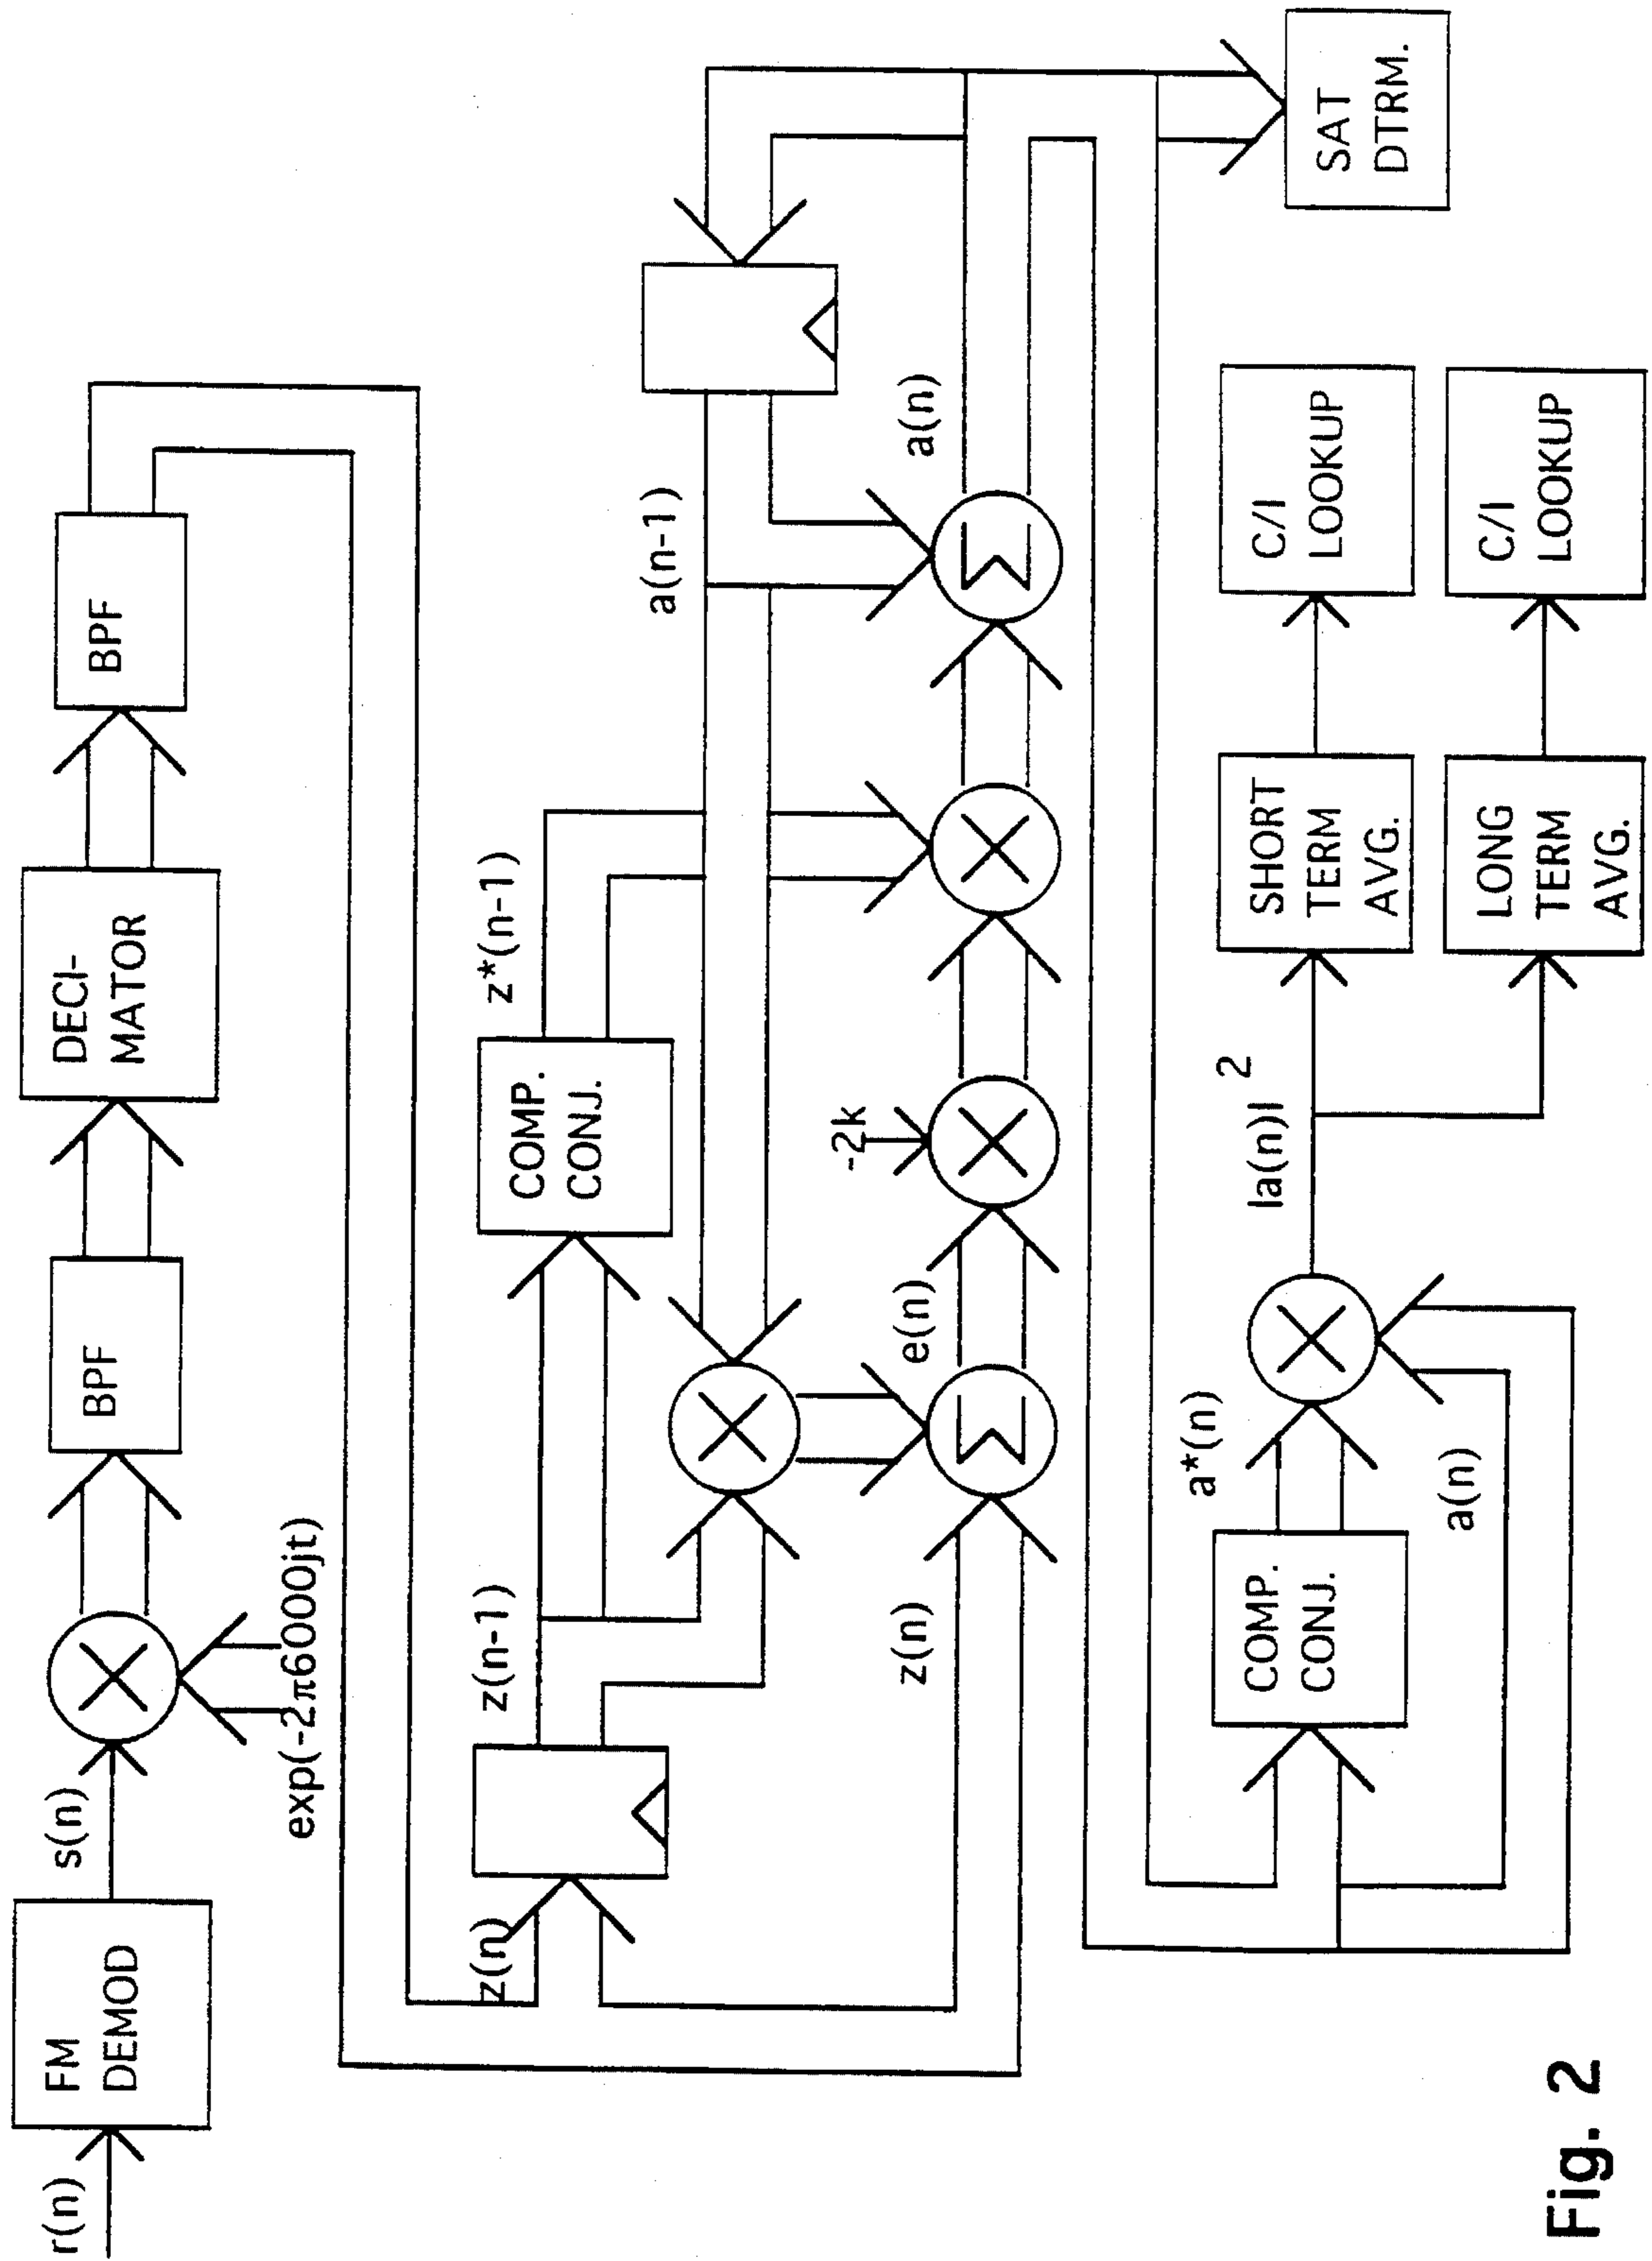 r(n)
FM
DEMOD
s(n)
exp(-2π6000jt)
BPF
DECI-
MATOR
BPF
z(n)
z(n-1)
COMP.
CONJ.
z*(n-1)
a(n-1)
z(n)
e(n)
-2k
a(n)
Σ
Σ
SAT
DTRM.
COMP.
CONJ.
a*(n)
a(n)
|a(n)|2
SHORT
TERM
AVG.
C/I
LOOKUP
LONG
TERM
AVG.
C/I
LOOKUP
Fig. 2